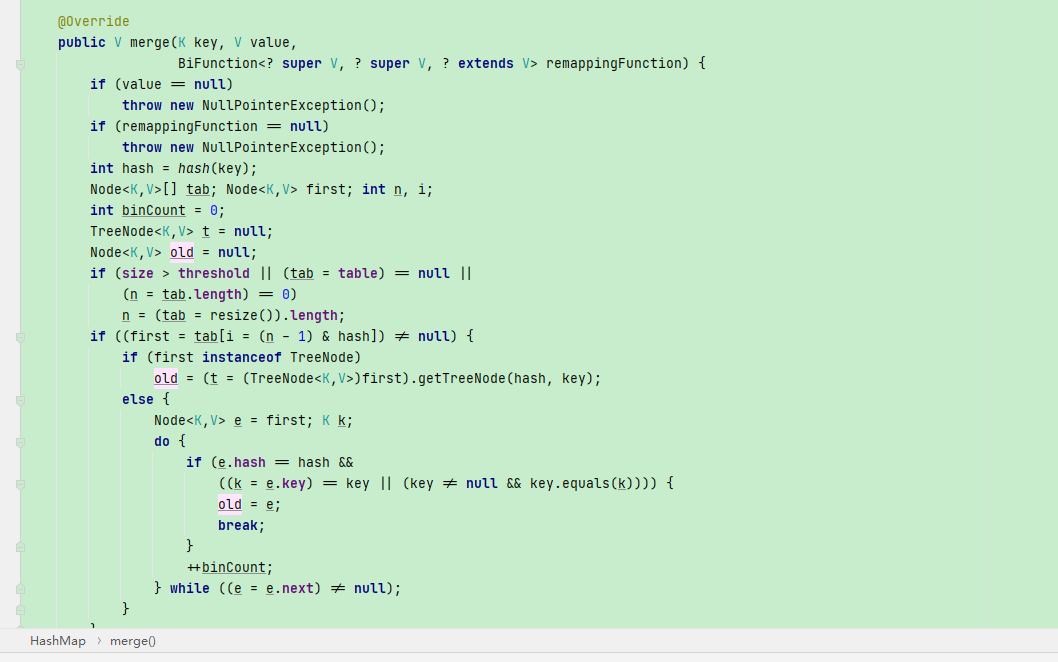 @Override
public V merge(K key, V value,
BiFunction<? super V, ? super V, ? extends V> remappingFunction) {
if (value == null)
throw new NullPointerException();
if (remappingFunction == null)
throw new NullPointerException();
int hash = hash(key);
Node<K,V>[] tab; Node<K,V> first; int n, i;
int binCount = 0;
TreeNode<K,V> t = null;
Node<K,V> old = null;
if (size > threshold || (tab = table) == null ||
(n = tab.length) == 0)
n = (tab = resize()).length;
if ((first = tab[i = (n - 1) & hash]) != null) {
if (first instanceof TreeNode)
old = (t = (TreeNode<K,V>)first).getTreeNode(hash, key);
else {
Node<K,V> e = first; K k;
do {
if (e.hash == hash &&
((k = e.key) == key || (key != null && key.equals(k)))) {
old = e;
break;
}
++binCount;
} while ((e = e.next) != null);
}
}
HashMap > merge()